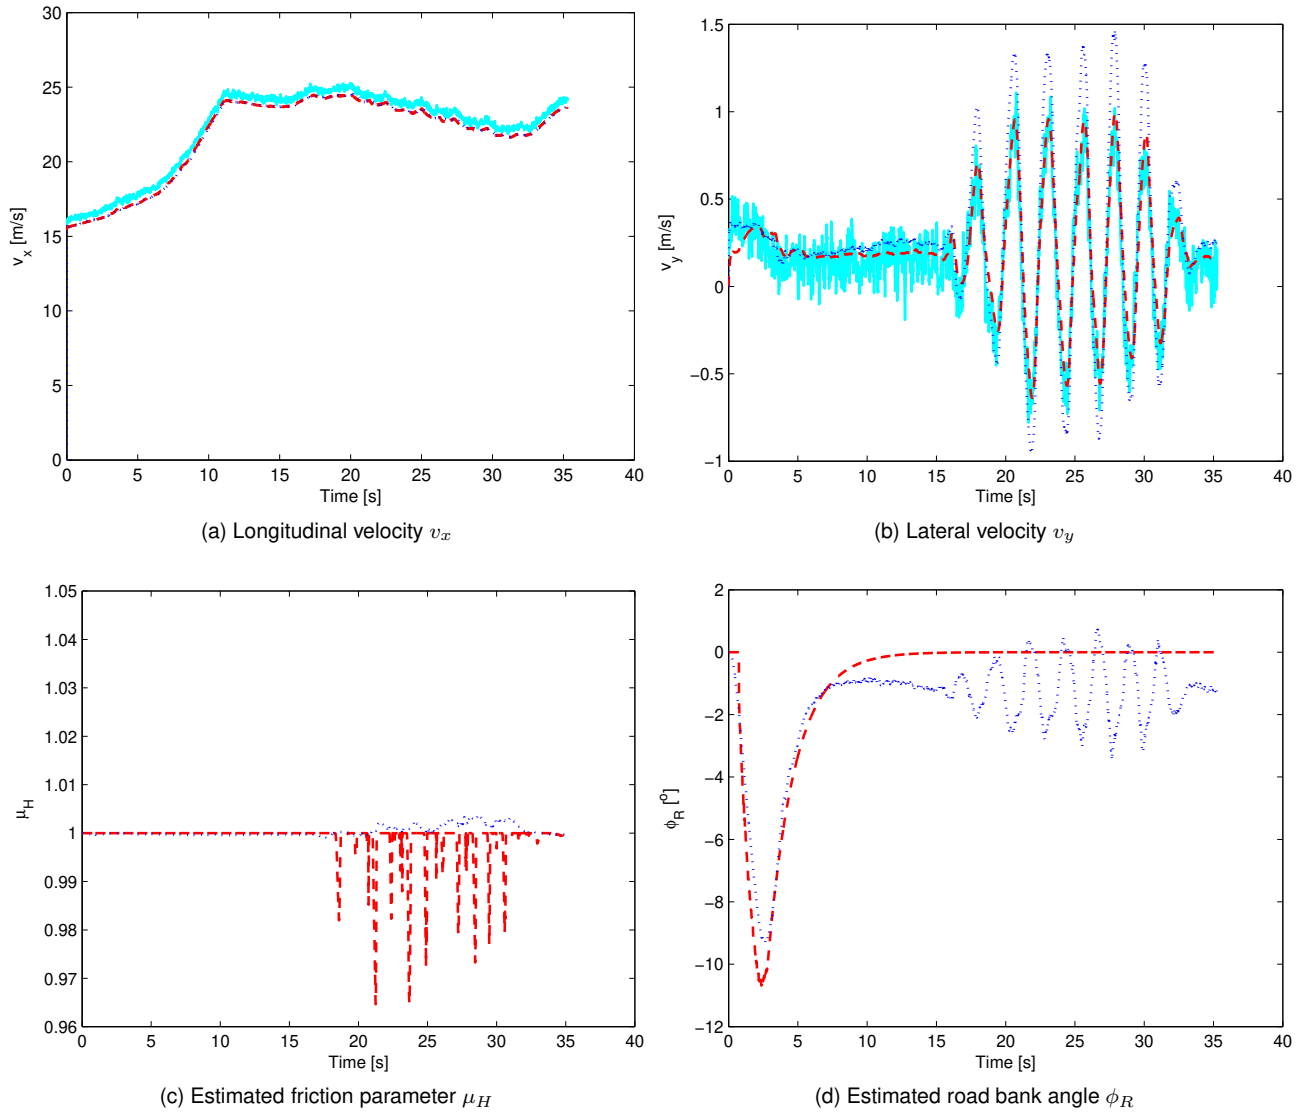 30
25
20
15
10
5
0
v_x [m/s]
0 5 10 15 20 25 30 35 40
Time [s]
(a) Longitudinal velocity v_x
1.5
1
0.5
0
−0.5
−1
v_y [m/s]
0 5 10 15 20 25 30 35 40
Time [s]
(b) Lateral velocity v_y
1.05
1.04
1.03
1.02
1.01
1
0.99
0.98
0.97
0.96
μ_H
0 5 10 15 20 25 30 35 40
Time [s]
(c) Estimated friction parameter μ_H
2
0
−2
−4
−6
−8
−10
−12
ϕ_R [°]
0 5 10 15 20 25 30 35 40
Time [s]
(d) Estimated road bank angle ϕ_R